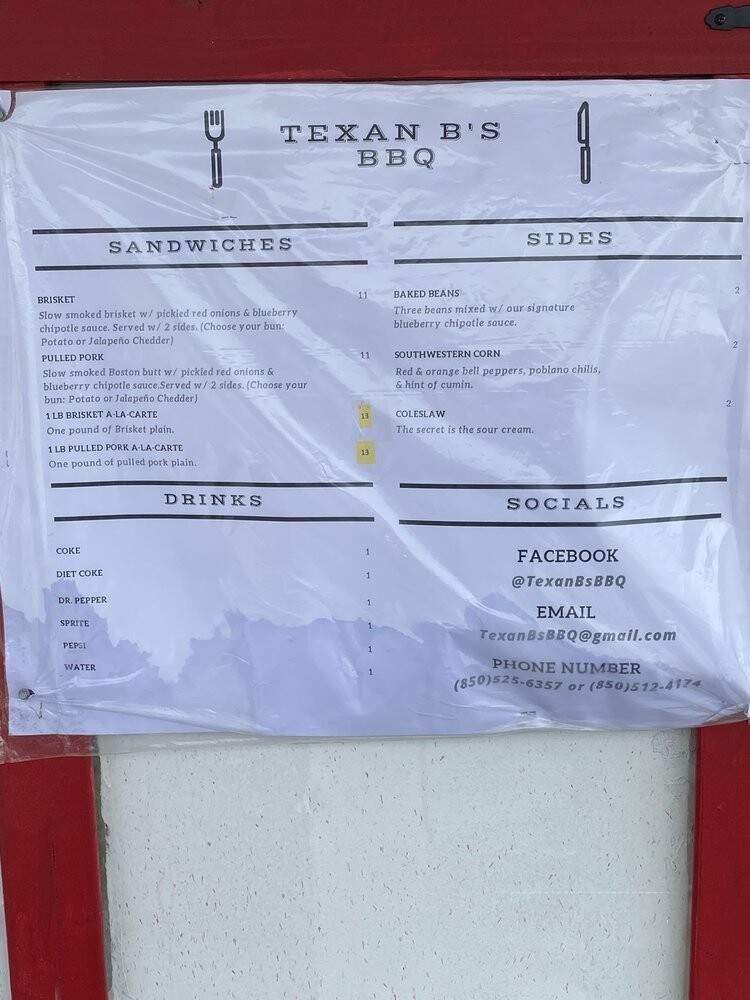 TEXAN B'S
BBQ
SANDWICHES
BRISKET 11
Slow smoked brisket w/ pickled red onions & blueberry
chipotle sauce. Served w/ 2 sides. (Choose your bun:
Potato or Jalapeño Chedder)
PULLED PORK 11
Slow smoked Boston butt w/ pickled red onions &
blueberry chipotle sauce.Served w/ 2 sides. (Choose your
bun: Potato or Jalapeño Chedder)
1 LB BRISKET A-LA-CARTE 13
One pound of Brisket plain.
1 LB PULLED PORK A-LA-CARTE 13
One pound of pulled pork plain.
SIDES
BAKED BEANS 2
Three beans mixed w/ our signature
blueberry chipotle sauce.
SOUTHWESTERN CORN 2
Red & orange bell peppers, poblano chilis,
& hint of cumin.
COLESLAW 2
The secret is the sour cream.
DRINKS
COKE 1
DIET COKE 1
DR. PEPPER 1
SPRITE 1
PEPSI 1
WATER 1
SOCIALS
FACEBOOK
@TexanBsBBQ
EMAIL
TexanBsBBQ@gmail.com
PHONE NUMBER
(850)525-6357 or (850)512-4174